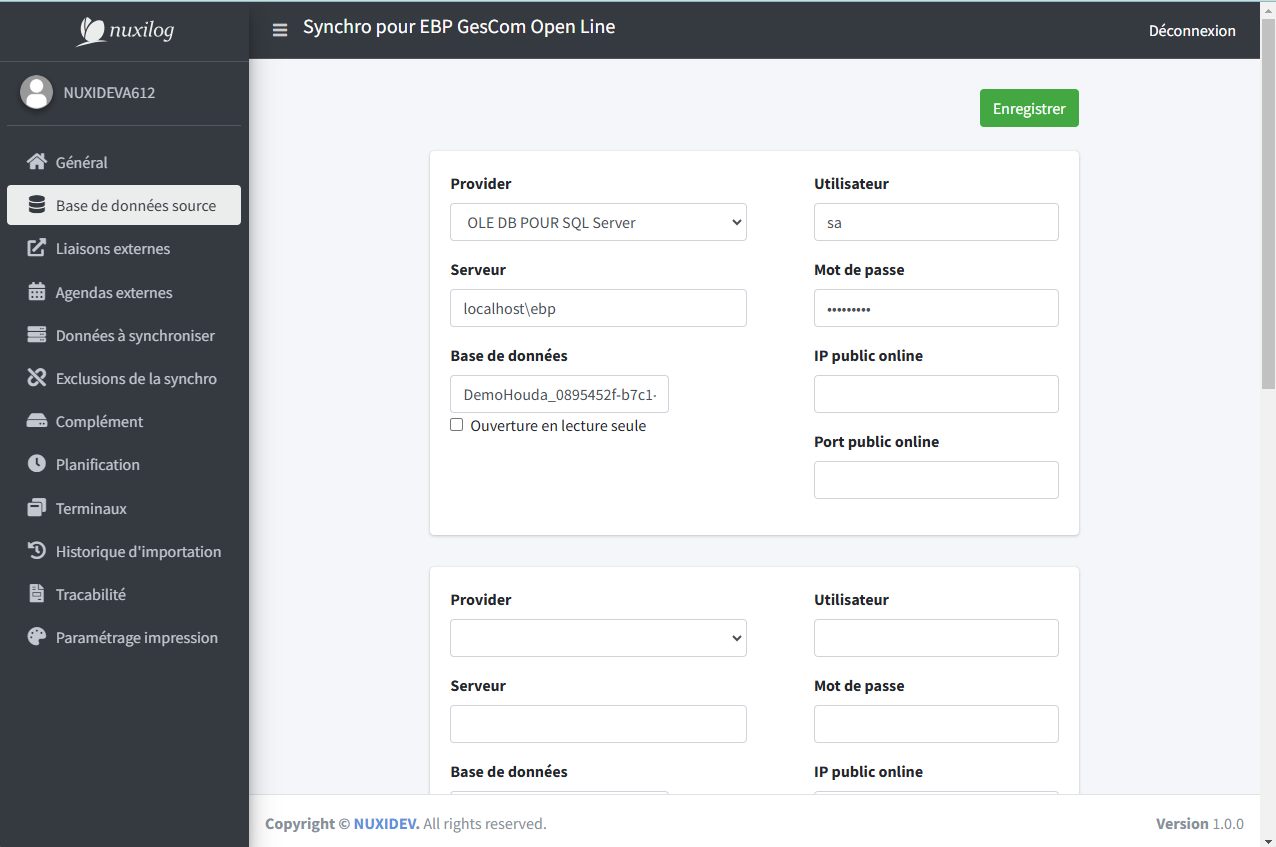 nuxilog
Synchro pour EBP GesCom Open Line
Déconnexion
NUXIDEVA612
Général
Base de données source
Liaisons externes
Agendas externes
Données à synchroniser
Exclusions de la synchro
Complément
Planification
Terminaux
Historique d'importation
Tracabilité
Paramétrage impression
Enregistrer
Provider
OLE DB POUR SQL Server
Utilisateur
sa
Serveur
localhost\ebp
Mot de passe
•••••••••
Base de données
DemoHouda_0895452f-b7c1-
Ouverture en lecture seule
IP public online
Port public online
Provider
Utilisateur
Serveur
Mot de passe
Base de données
IP public online
Copyright © NUXIDEV. All rights reserved.
Version 1.0.0